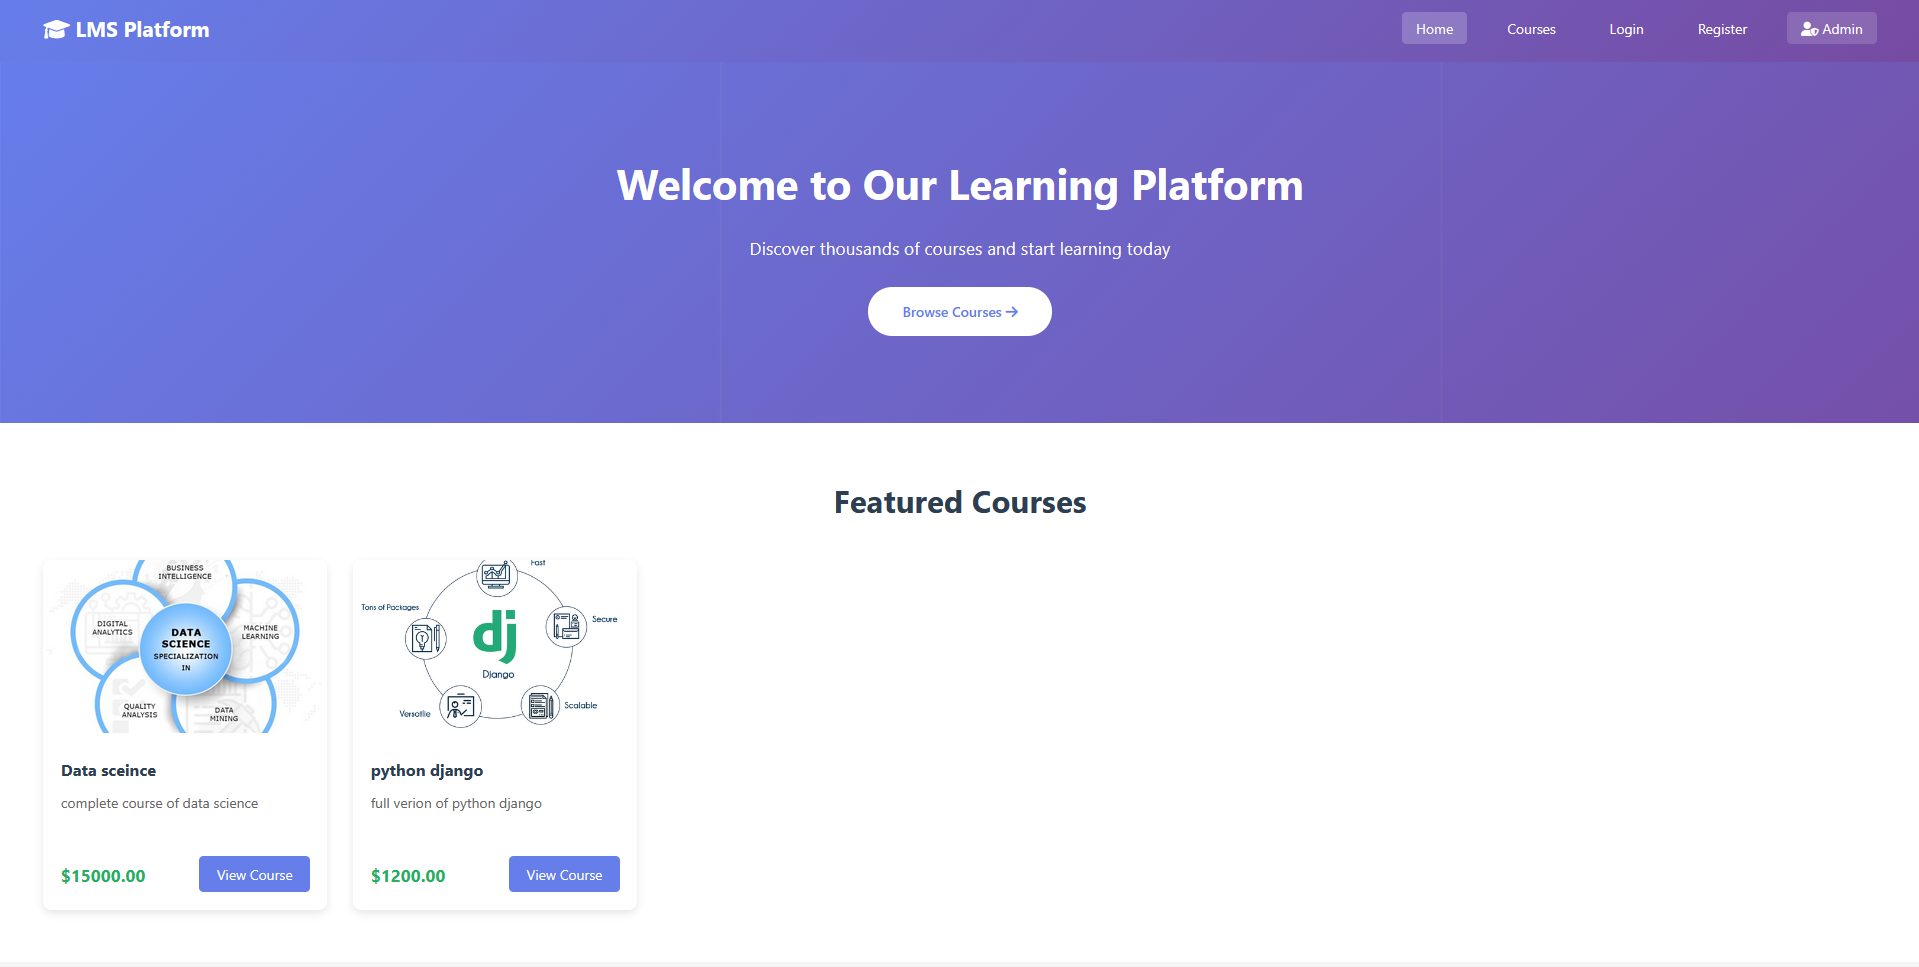 LMS Platform
Home
Courses
Login
Register
Admin
Welcome to Our Learning Platform
Discover thousands of courses and start learning today
Browse Courses
Featured Courses
BUSINESS
INTELLIGENCE
DIGITAL
ANALYTICS
MACHINE
LEARNING
DATA
SCIENCE
SPECIALIZATION
IN
QUALITY
ANALYSIS
DATA
MINING
Data sceince
complete course of data science
$15000.00
View Course
Fast
Tons of Packages
Secure
dj
Django
Versatile
Scalable
python django
full verion of python django
$1200.00
View Course